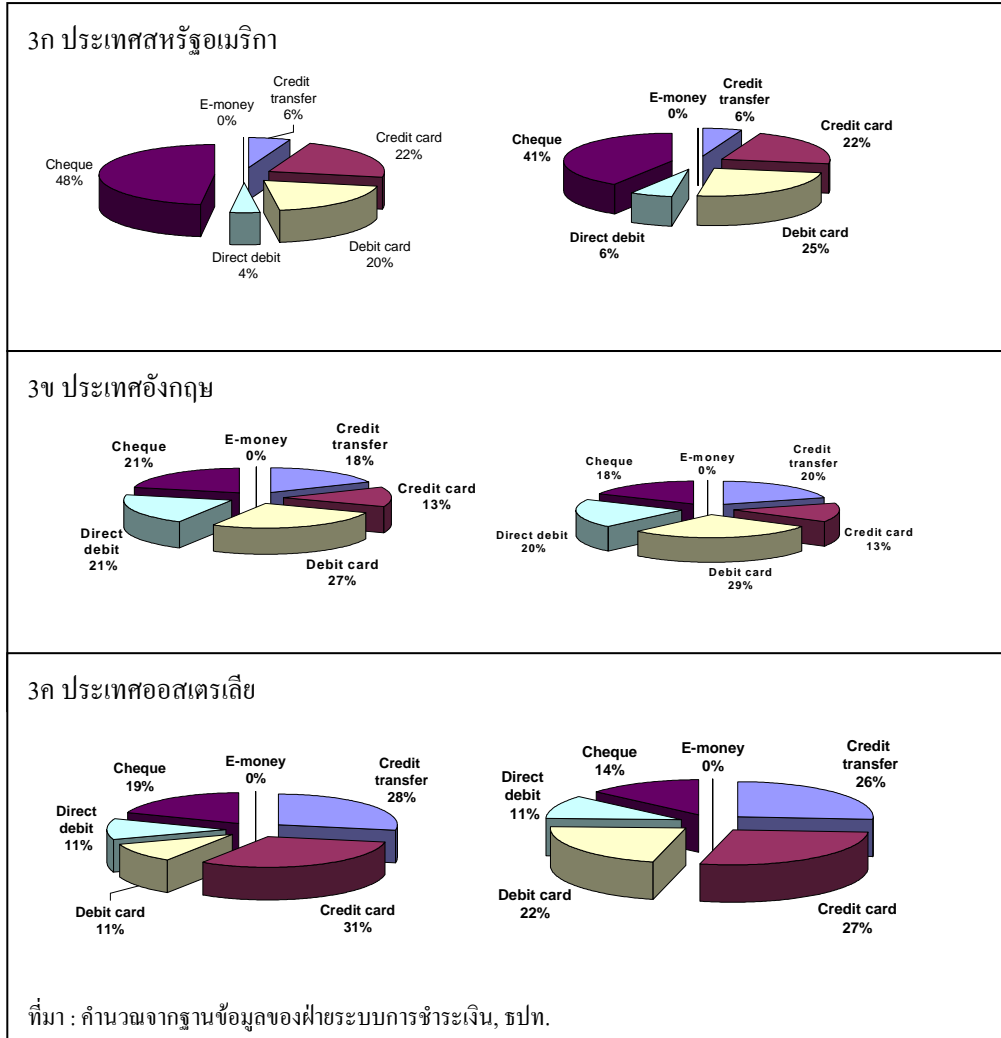 3ก ประเทศสหรัฐอเมริกา
E-money
0%
Credit
transfer
6%
Credit card
22%
Debit card
20%
Direct debit
4%
Cheque
48%
E-money
0%
Credit
transfer
6%
Credit card
22%
Debit card
25%
Direct debit
6%
Cheque
41%
3ข ประเทศอังกฤษ
E-money
0%
Credit
transfer
18%
Credit card
13%
Debit card
27%
Direct
debit
21%
Cheque
21%
E-money
0%
Credit
transfer
20%
Credit card
13%
Debit card
29%
Direct debit
20%
Cheque
18%
3ค ประเทศออสเตรเลีย
E-money
0%
Credit
transfer
28%
Credit card
31%
Debit card
11%
Direct
debit
11%
Cheque
19%
E-money
0%
Credit
transfer
26%
Credit card
27%
Debit card
22%
Direct
debit
11%
Cheque
14%
ที่มา : คำนวณจากฐานข้อมูลของฝ่ายระบบการชำระเงิน, ธปท.